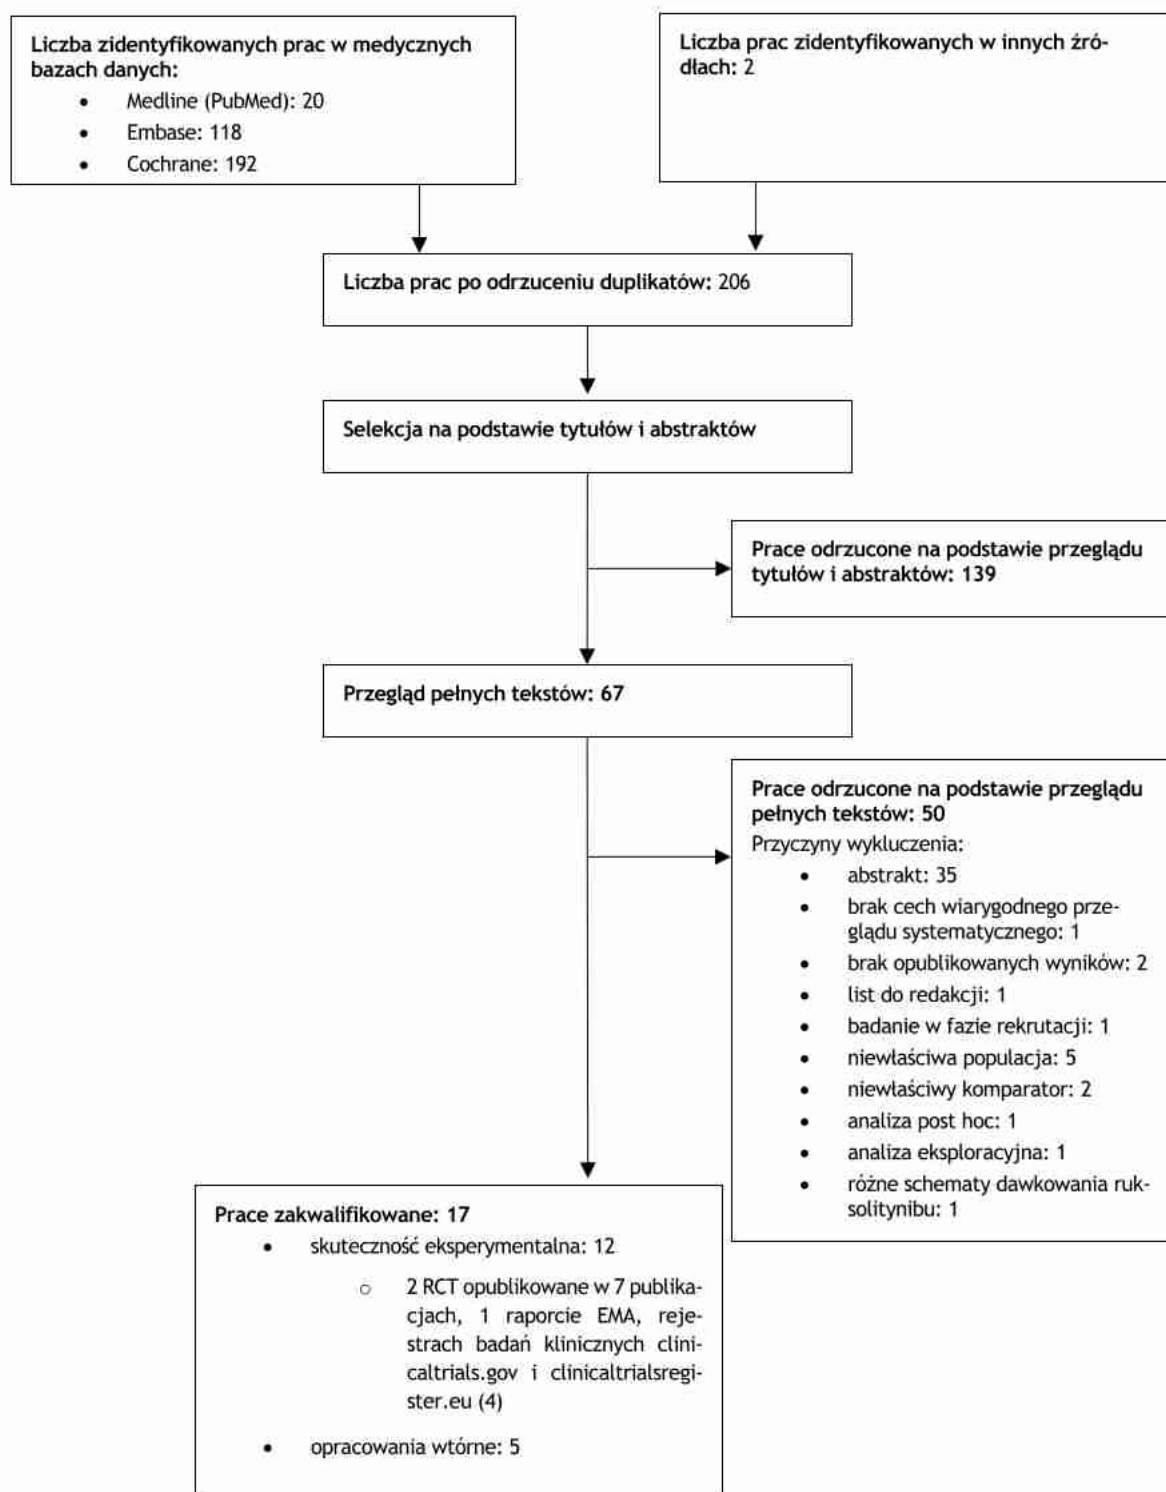 Liczba zidentyfikowanych prac w medycznych
bazach danych:
• Medline (PubMed): 20
• Embase: 118
• Cochrane: 192
Liczba prac zidentyfikowanych w innych źró-
dłach: 2
Liczba prac po odrzuceniu duplikatów: 206
Selekcja na podstawie tytułów i abstraktów
Prace odrzucone na podstawie przeglądu
tytułów i abstraktów: 139
Przegląd pełnych tekstów: 67
Prace odrzucone na podstawie przeglądu
pełnych tekstów: 50
Przyczyny wykluczenia:
• abstrakt: 35
• brak cech wiarygodnego prze-
glądu systematycznego: 1
• brak opublikowanych wyników: 2
• list do redakcji: 1
• badanie w fazie rekrutacji: 1
• niewłaściwa populacja: 5
• niewłaściwy komparator: 2
• analiza post hoc: 1
• analiza eksploracyjna: 1
• różne schematy dawkowania ruk-
solitynibu: 1
Prace zakwalifikowane: 17
• skuteczność eksperymentalna: 12
o 2 RCT opublikowane w 7 publika-
cjach, 1 raporcie EMA, reje-
strach badań klinicznych clini-
caltrials.gov i clinicaltrialsregi-
ster.eu (4)
• opracowania wtórne: 5